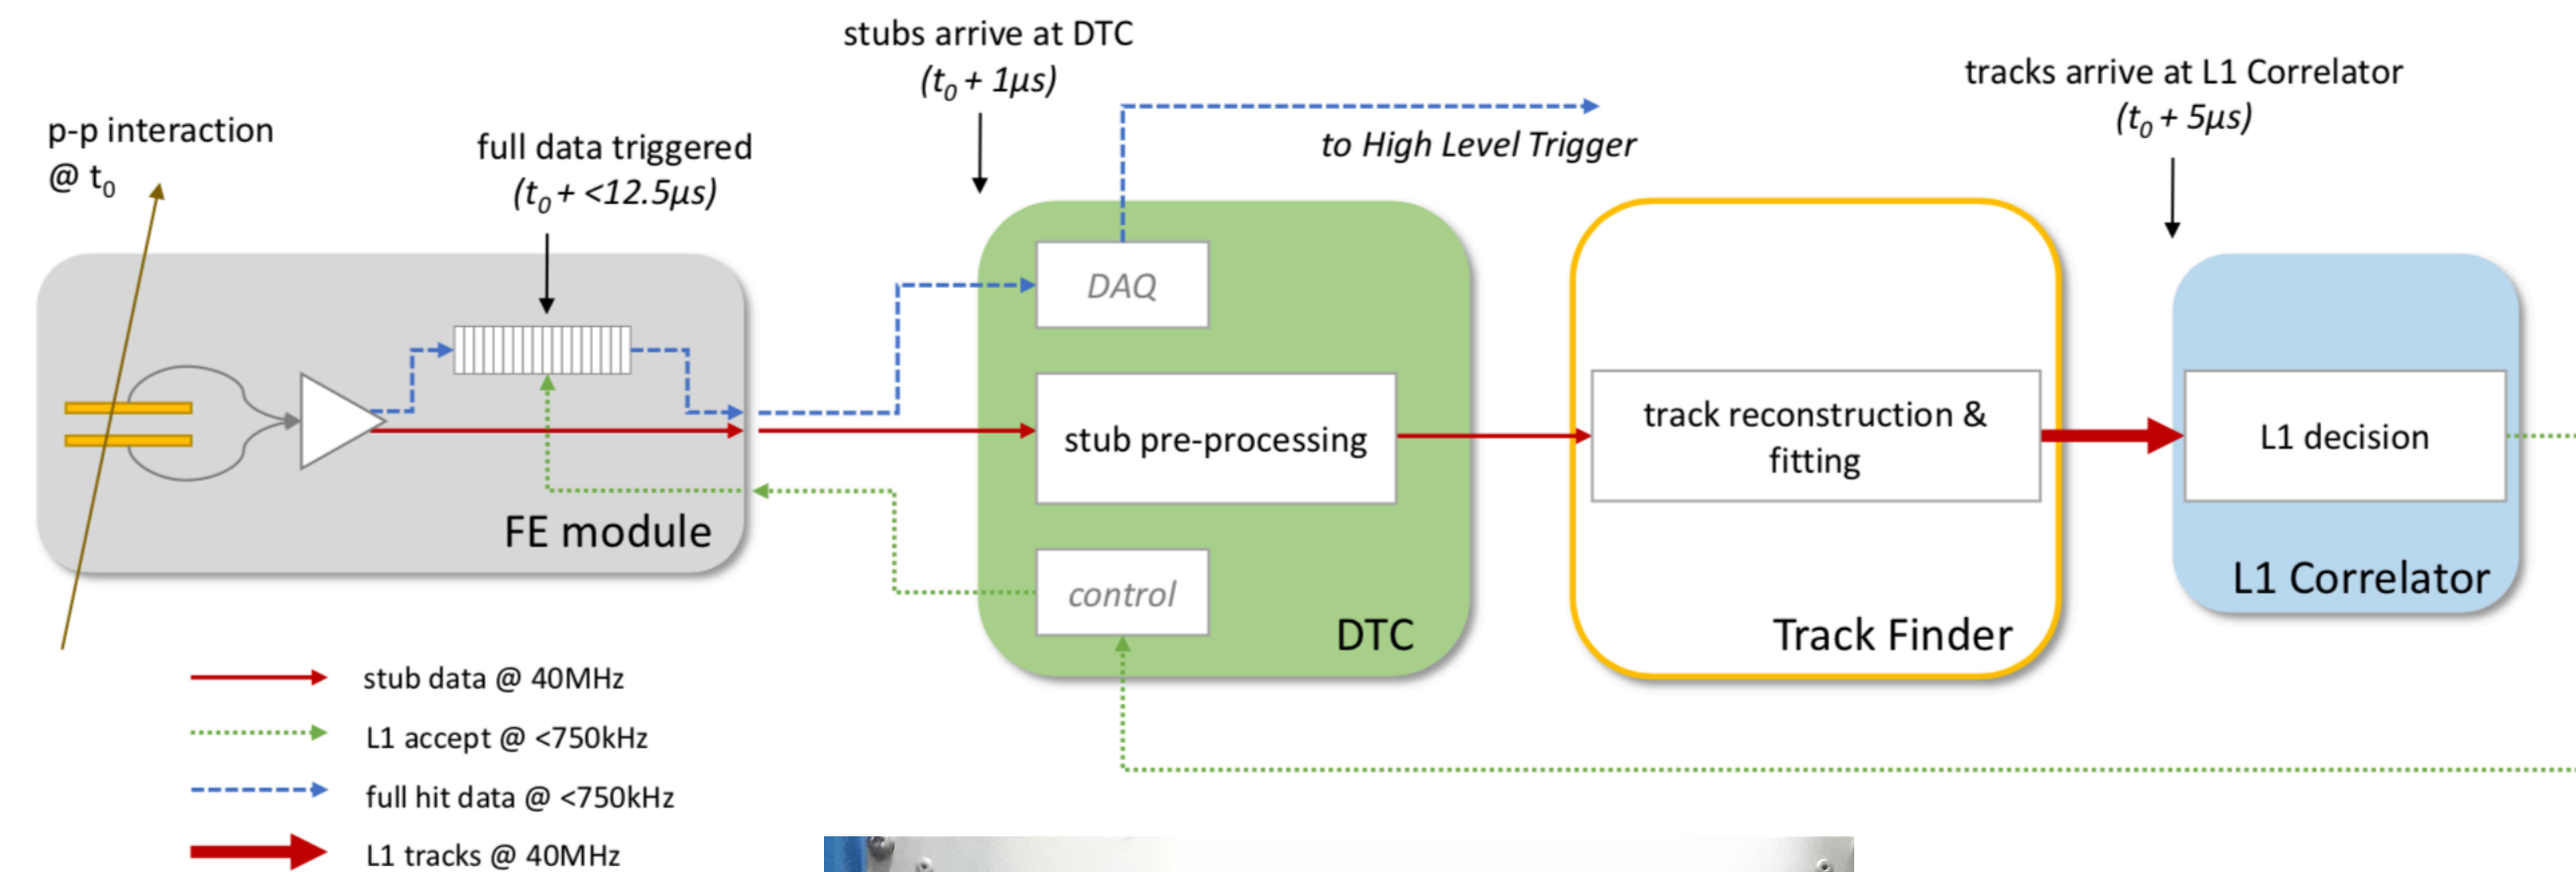 stubs arrive at DTC
(t0 + 1μs)
tracks arrive at L1 Correlator
(t0 + 5μs)
p-p interaction
@ t0
full data triggered
(t0 + <12.5μs)
to High Level Trigger
DAQ
stub pre-processing
control
DTC
track reconstruction &
fitting
Track Finder
L1 decision
L1 Correlator
FE module
stub data @ 40MHz
L1 accept @ <750kHz
full hit data @ <750kHz
L1 tracks @ 40MHz